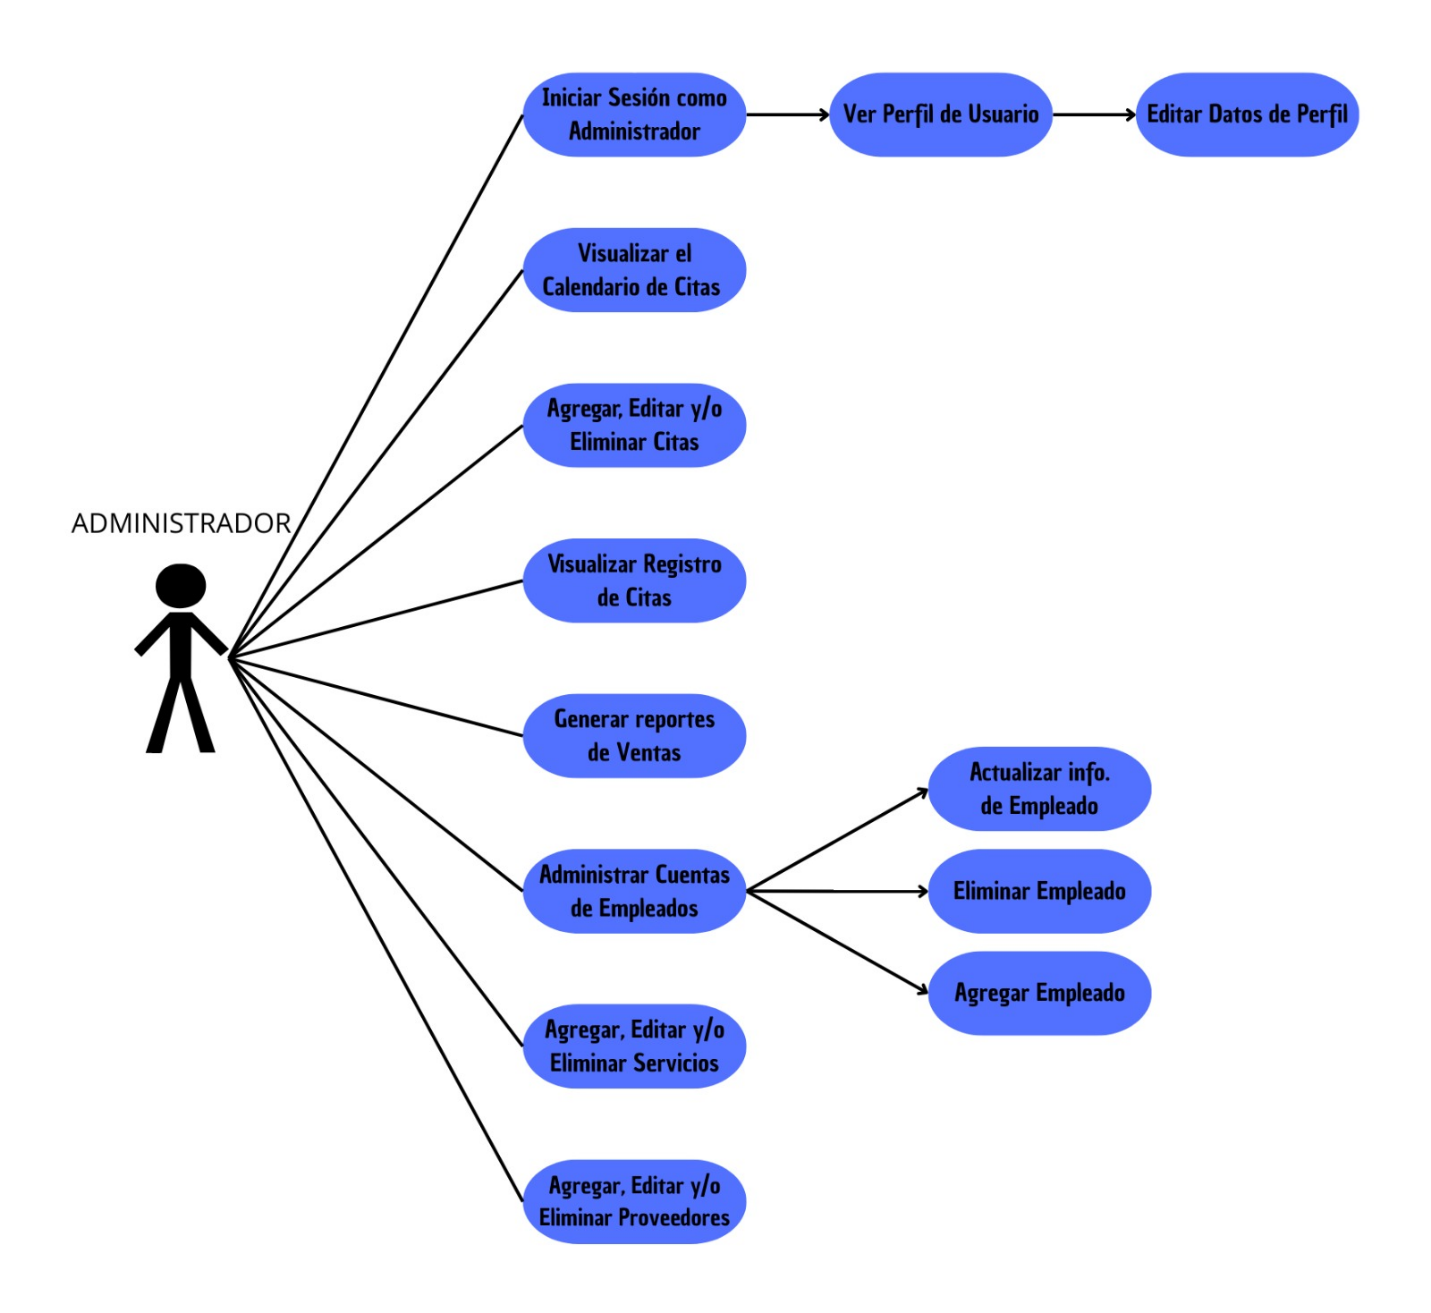 Iniciar Sesión como
Administrador
Ver Perfil de Usuario
Editar Datos de Perfil
Visualizar el
Calendario de Citas
Agregar, Editar y/o
Eliminar Citas
ADMINISTRADOR
Visualizar Registro
de Citas
Generar reportes
de Ventas
Administrar Cuentas
de Empleados
Actualizar info.
de Empleado
Eliminar Empleado
Agregar Empleado
Agregar, Editar y/o
Eliminar Servicios
Agregar, Editar y/o
Eliminar Proveedores